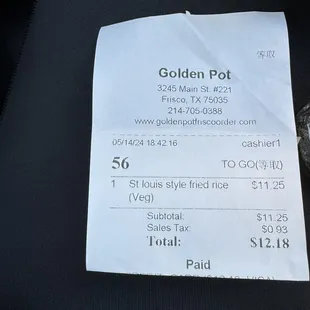 等取
Golden Pot
3245 Main St. #221
Frisco, TX 75035
214-705-0388
www.goldenpotfriscoorder.com
05/14/24 18:42:16 cashier1
56 TO GO(等取)
1 St louis style fried rice $11.25
(Veg)
Subtotal: $11.25
Sales Tax: $0.93
Total: $12.18
Paid